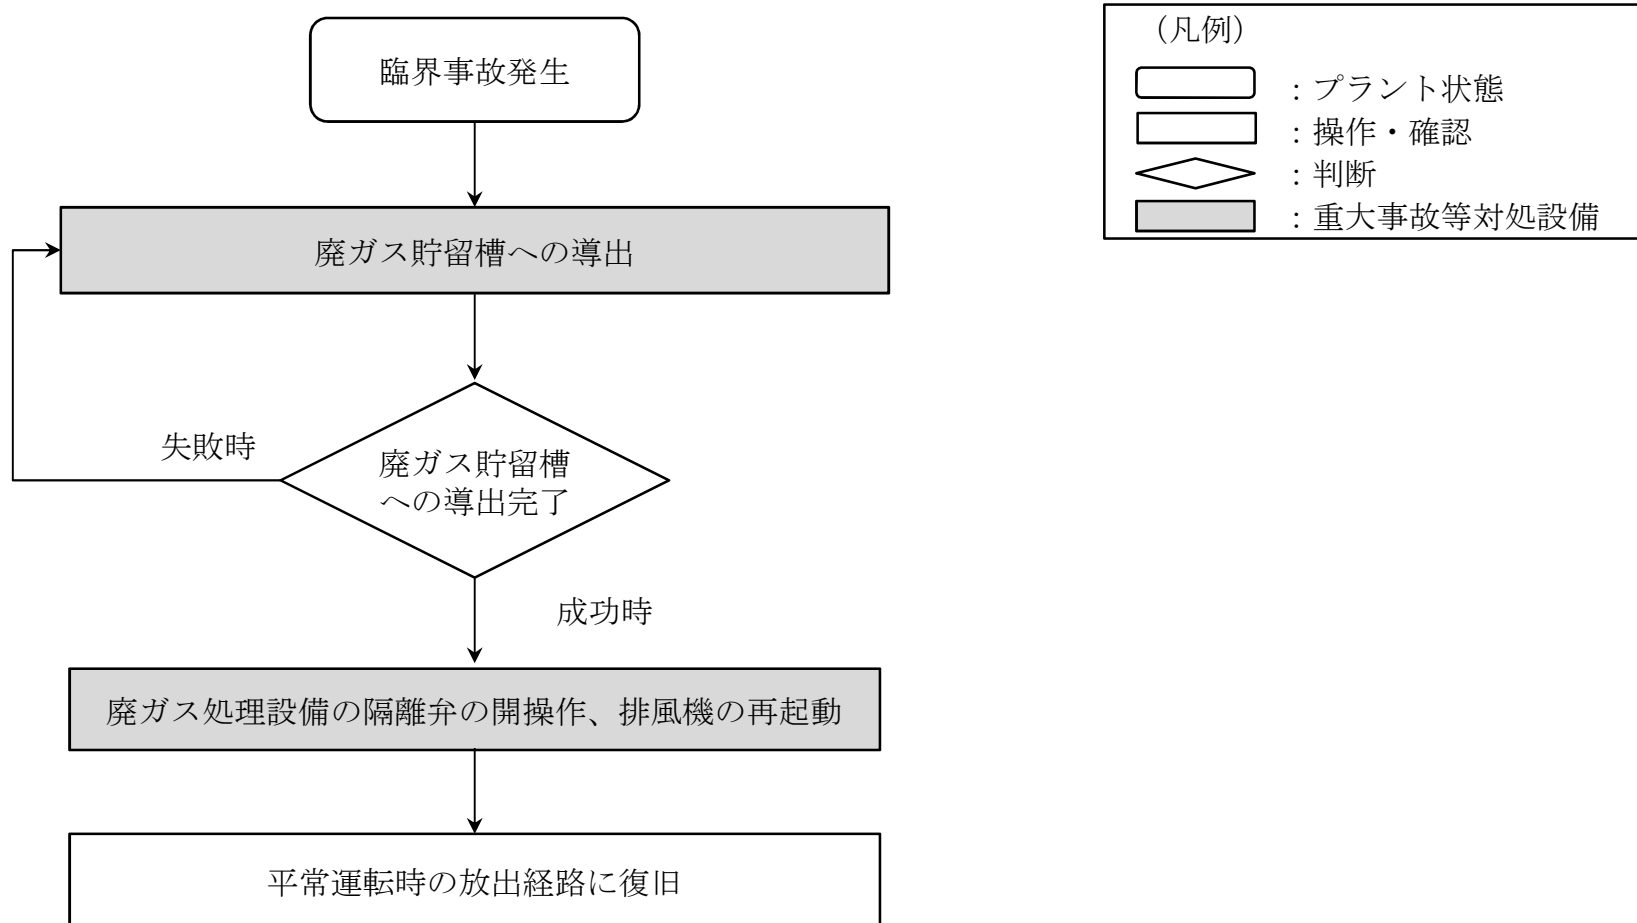 臨界事故発生
廃ガス貯留槽への導出
失敗時
廃ガス貯留槽
への導出完了
成功時
廃ガス処理設備の隔離弁の開操作、排風機の再起動
平常運転時の放出経路に復旧
（凡例）
：プラント状態
：操作・確認
：判断
：重大事故等対処設備